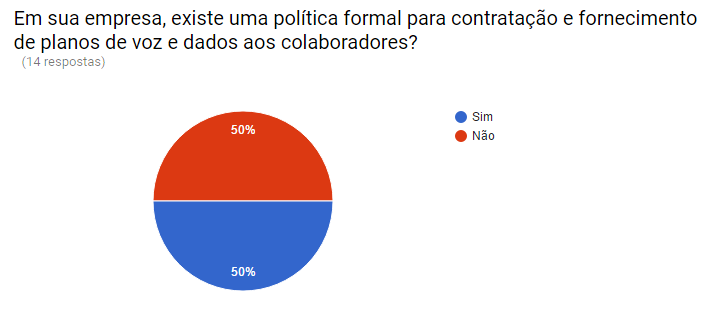 Em sua empresa, existe uma política formal para contratação e fornecimento
de planos de voz e dados aos colaboradores?
(14 respostas)
Sim
Não
50%
50%